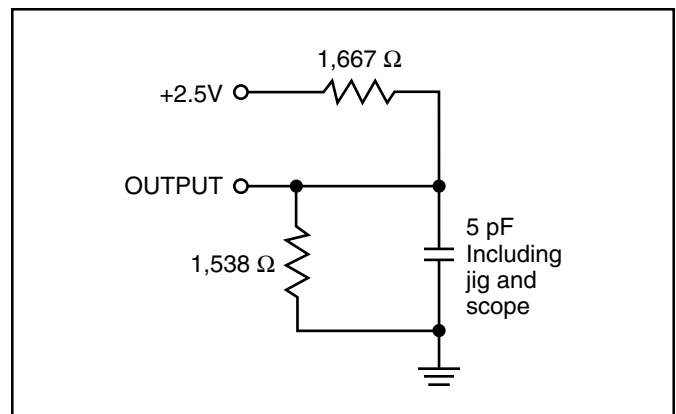 1,667 Ω
+2.5V
OUTPUT
1,538 Ω
5 pF
Including
jig and
scope